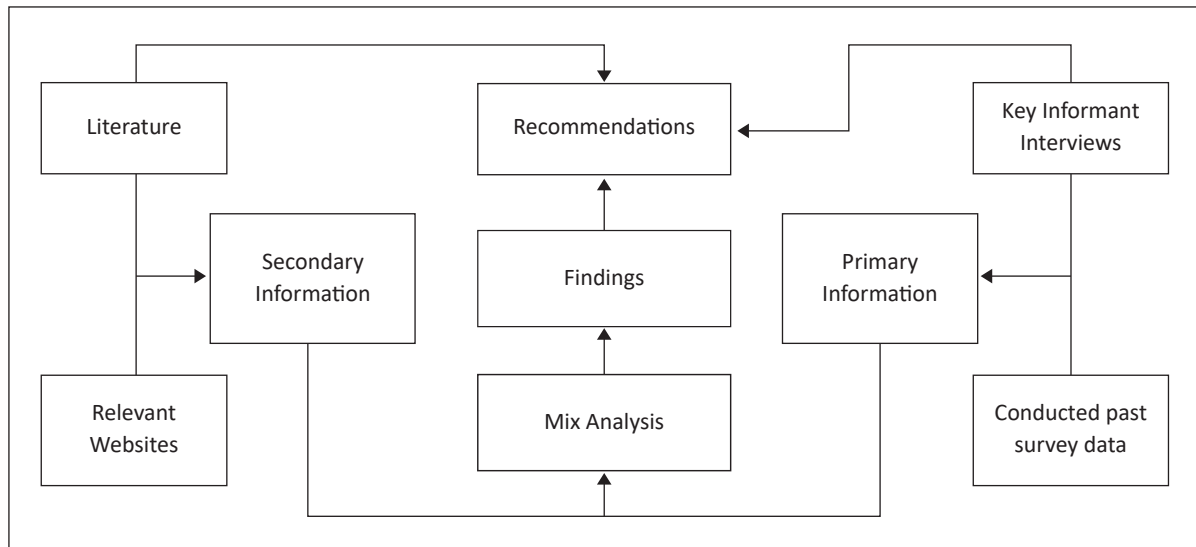 Literature
Recommendations
Key Informant
Interviews
Secondary
Information
Findings
Primary
Information
Relevant
Websites
Mix Analysis
Conducted past
survey data